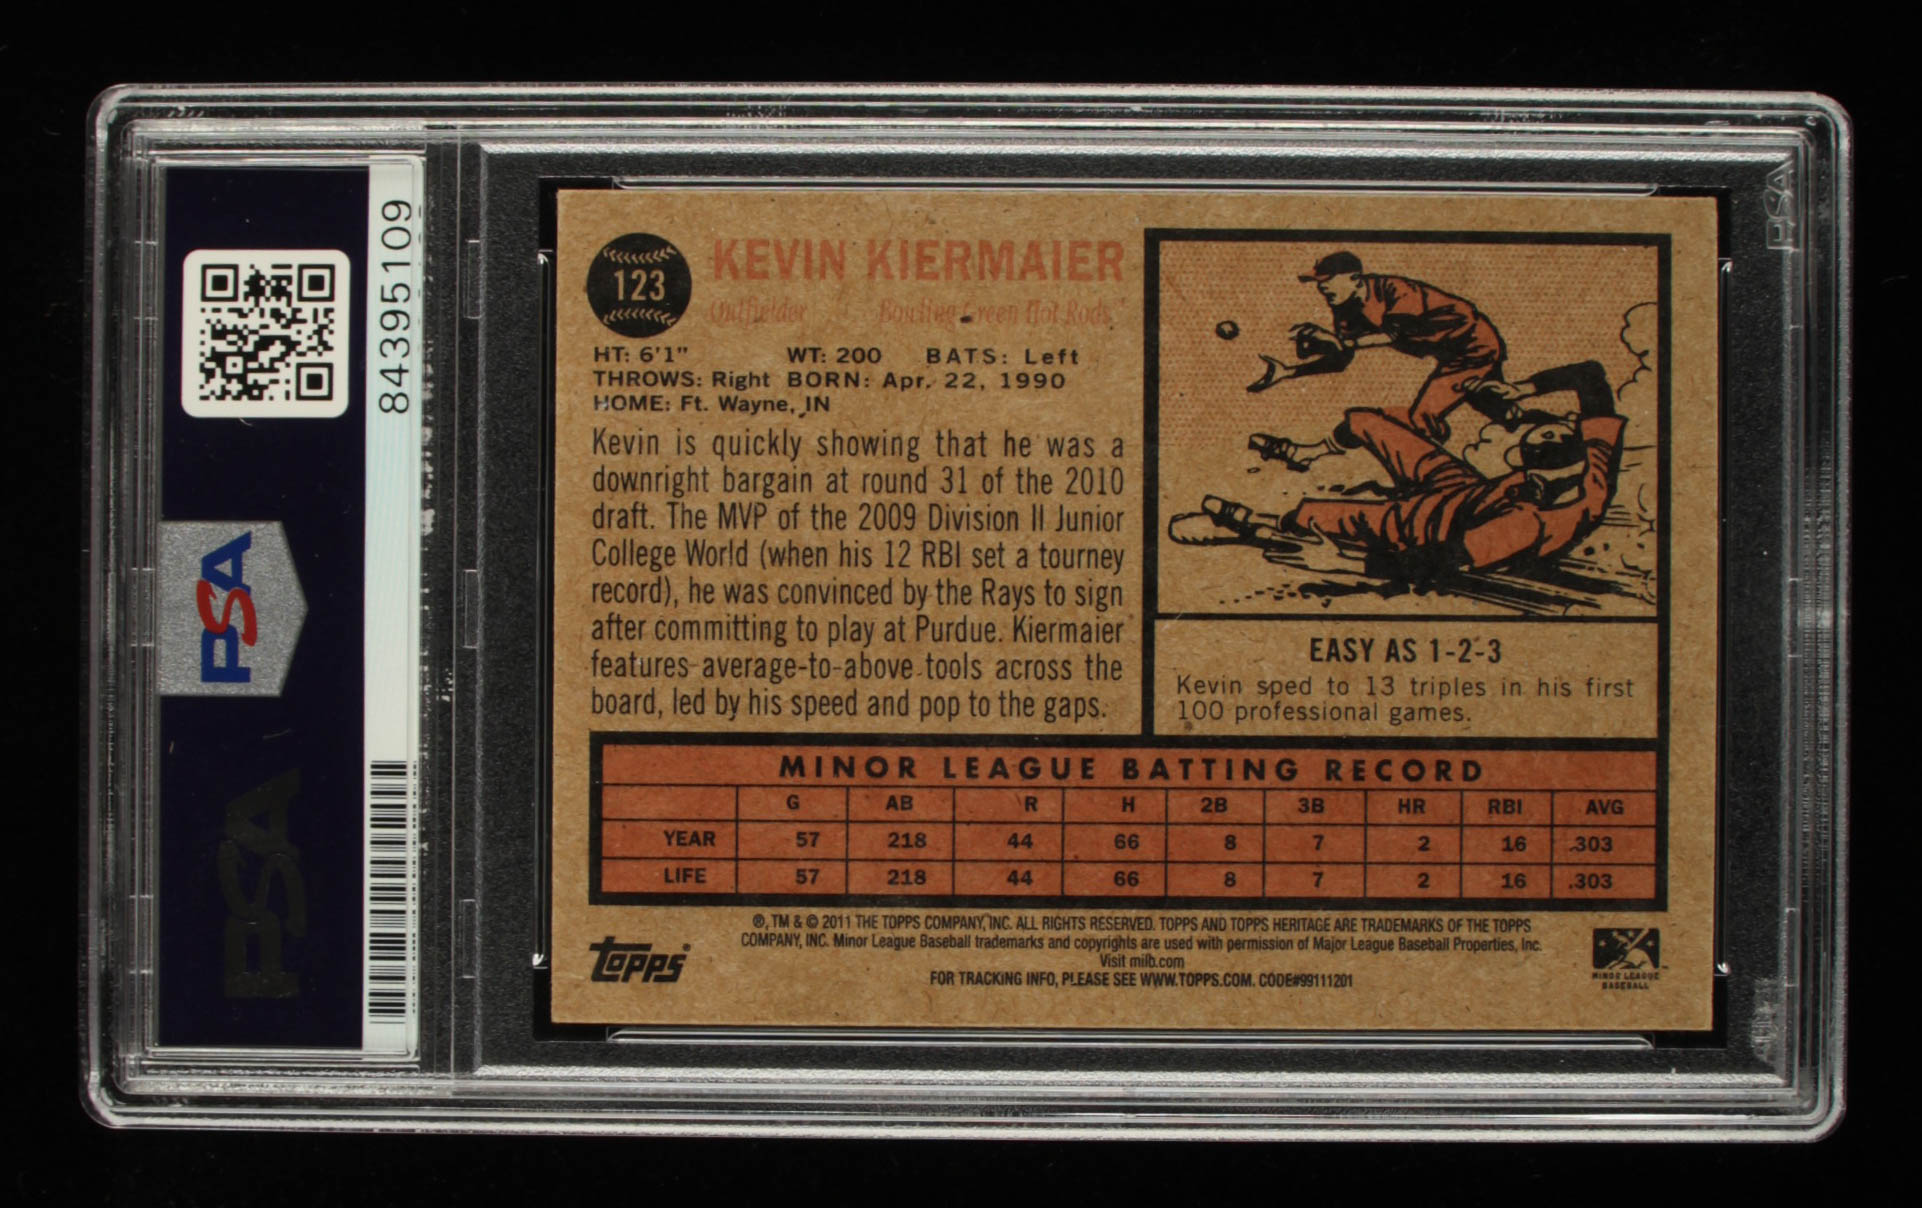 84395109
PSA
PSA
PSA
123
KEVIN KIERMAIER
Outfielder Bowling Green Hot Rods
HT: 6'1" WT: 200 BATS: Left
THROWS: Right BORN: Apr. 22, 1990
HOME: Ft. Wayne, IN
Kevin is quickly showing that he was a
downright bargain at round 31 of the 2010
draft. The MVP of the 2009 Division II Junior
College World (when his 12 RBI set a tourney
record), he was convinced by the Rays to sign
after committing to play at Purdue. Kiermaier
features average-to-above tools across the
board, led by his speed and pop to the gaps.
EASY AS 1-2-3
Kevin sped to 13 triples in his first
100 professional games.
MINOR LEAGUE BATTING RECORD
G AB R H 2B 3B HR RBI AVG
YEAR 57 218 44 66 8 7 2 16 .303
LIFE 57 218 44 66 8 7 2 16 .303
®, TM & © 2011 THE TOPPS COMPANY, INC. ALL RIGHTS RESERVED. TOPPS AND TOPPS HERITAGE ARE TRADEMARKS OF THE TOPPS
COMPANY, INC. Minor League Baseball trademarks and copyrights are used with permission of Major League Baseball Properties, Inc.
Visit milb.com
FOR TRACKING INFO, PLEASE SEE WWW.TOPPS.COM. CODE#99111201
TOPPS®
MINOR LEAGUE
BASEBALL